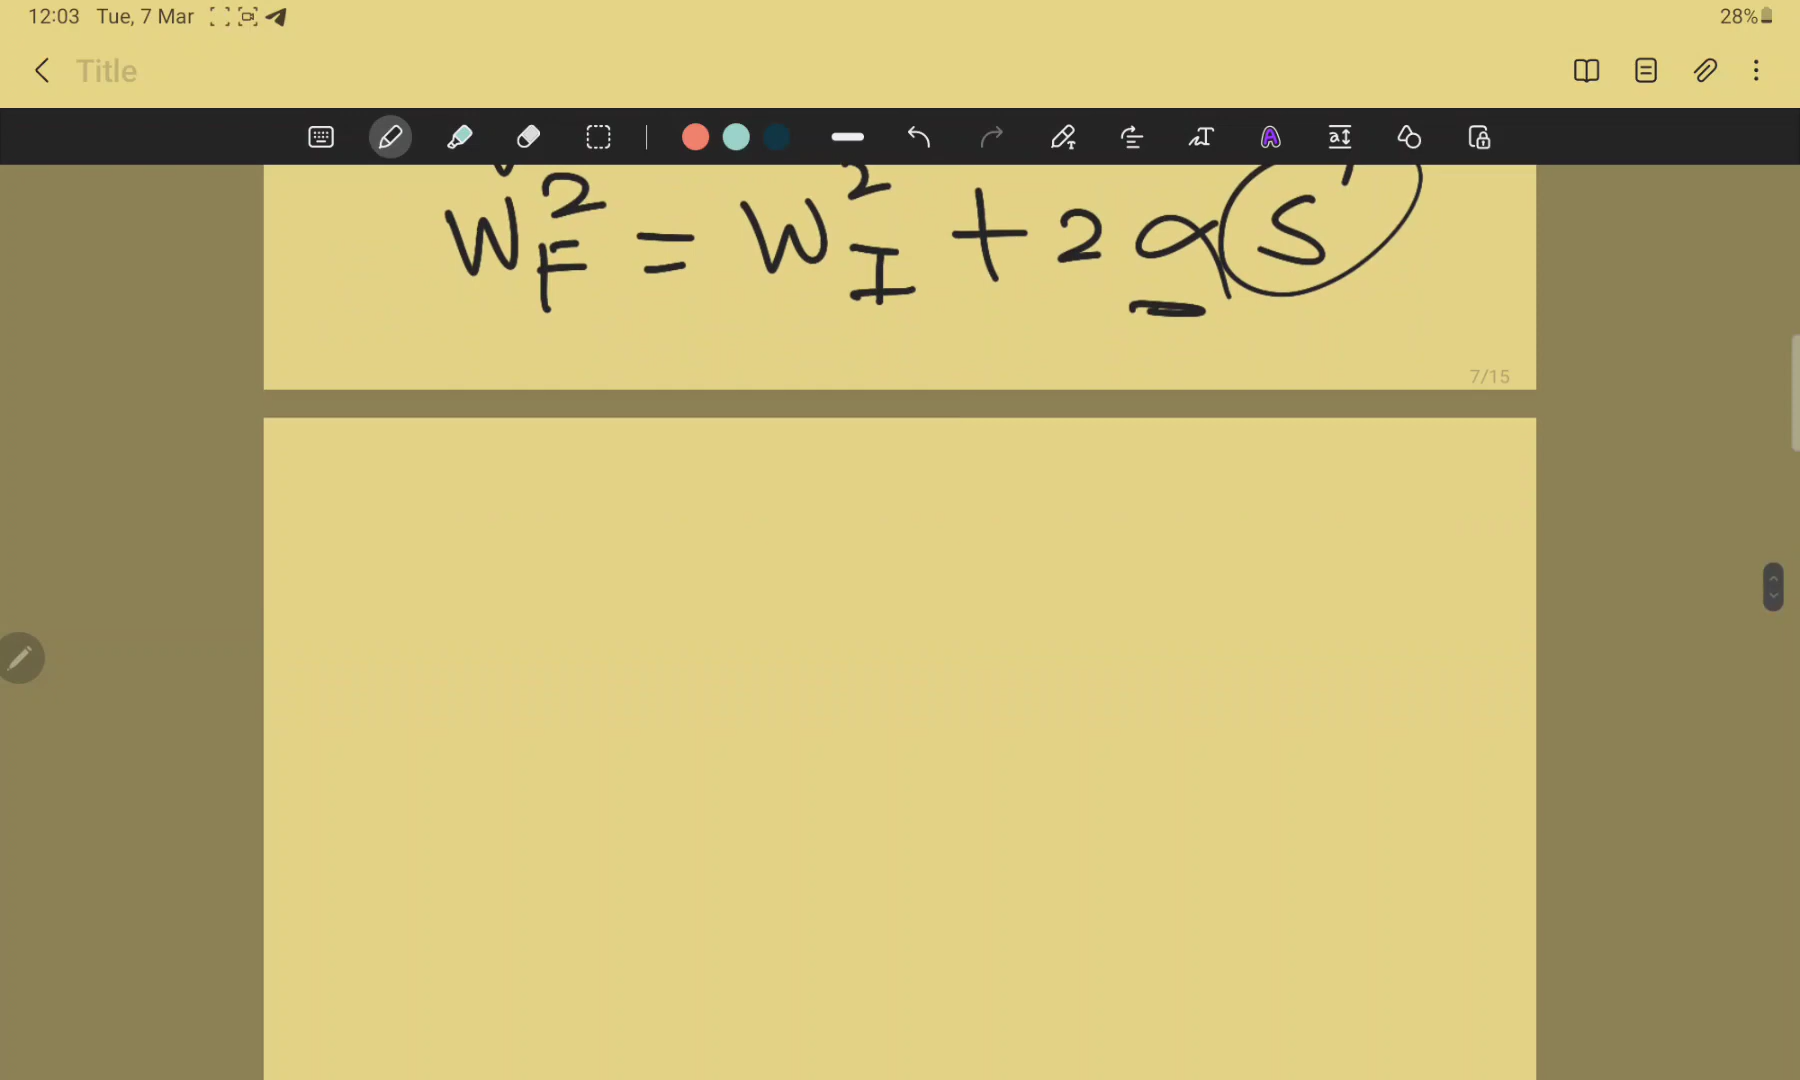 12:03 Tue, 7 Mar 28%
Title
W_F^2 = W_I^2 + 2 α S
7/15